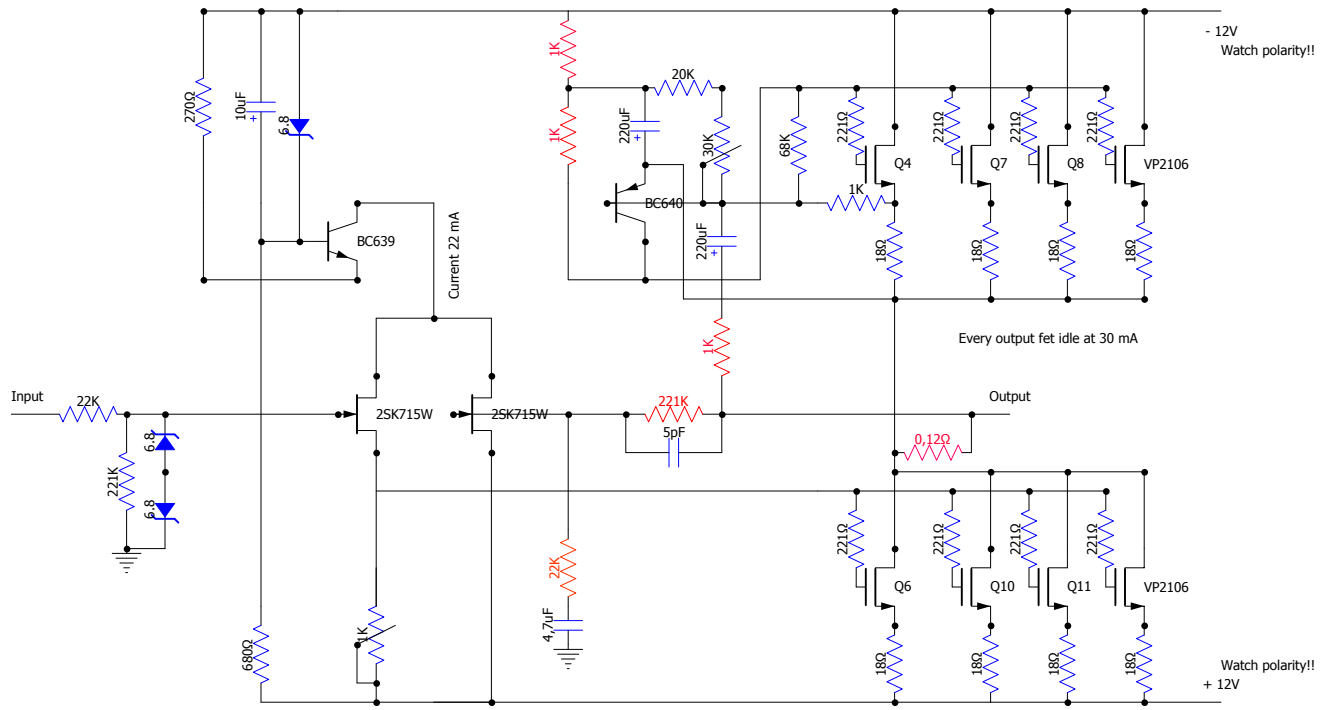 - 12V
Watch polarity!!
270Ω
10uF
+
6.8
1K
20K
220uF
+
1K
30K
68K
221Ω
221Ω
221Ω
221Ω
Q4
Q7
Q8
VP2106
BC640
1K
BC639
Current 22 mA
220uF
+
18Ω
18Ω
18Ω
18Ω
1K
Every output fet idle at 30 mA
Input
22K
2SK715W
2SK715W
221K
5pF
Output
0,12Ω
6.8
221K
6.8
221Ω
221Ω
221Ω
221Ω
22K
Q6
Q10
Q11
VP2106
4,7uF
1K
680Ω
18Ω
18Ω
18Ω
18Ω
Watch polarity!!
+ 12V